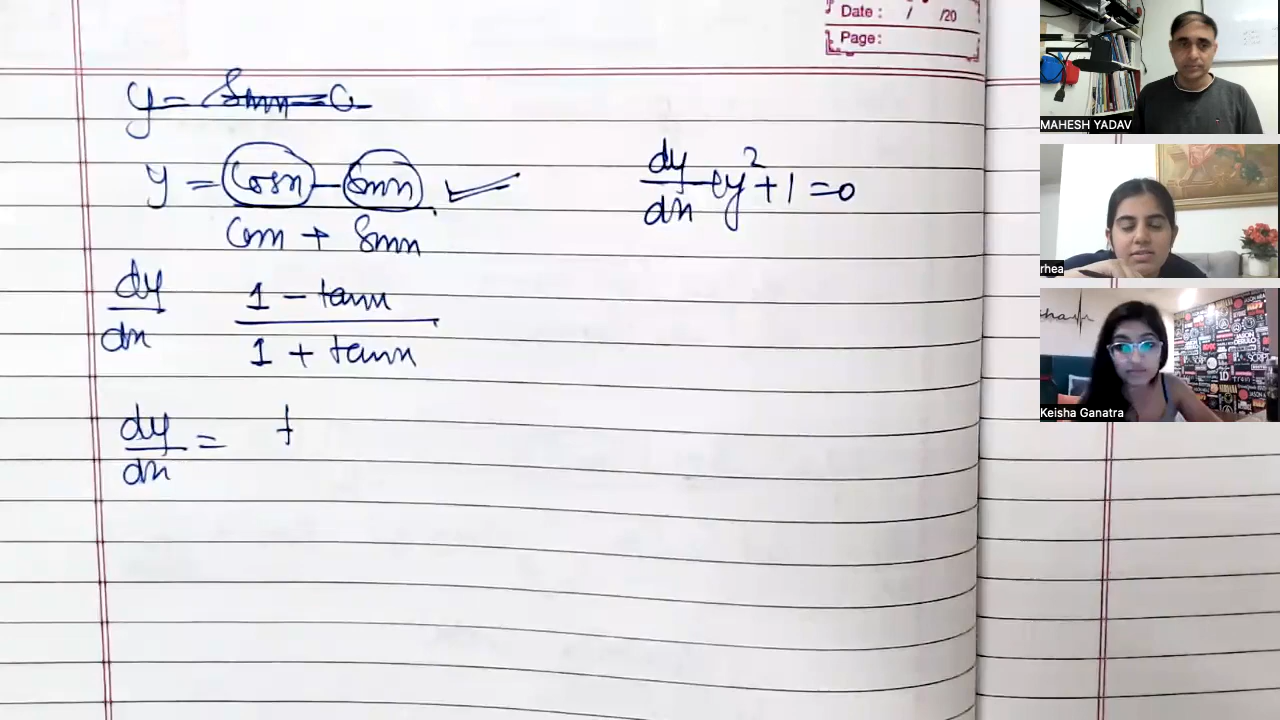 Date : / /20
Page:
y = Sinx = C
y = Cosx - Sinx
Cosx + Sinx
dy/dx + y² + 1 = 0
dy/dx
1 - tanx
1 + tanx
dy/dx = t
MAHESH YADAV
rhea
Keisha Ganatra